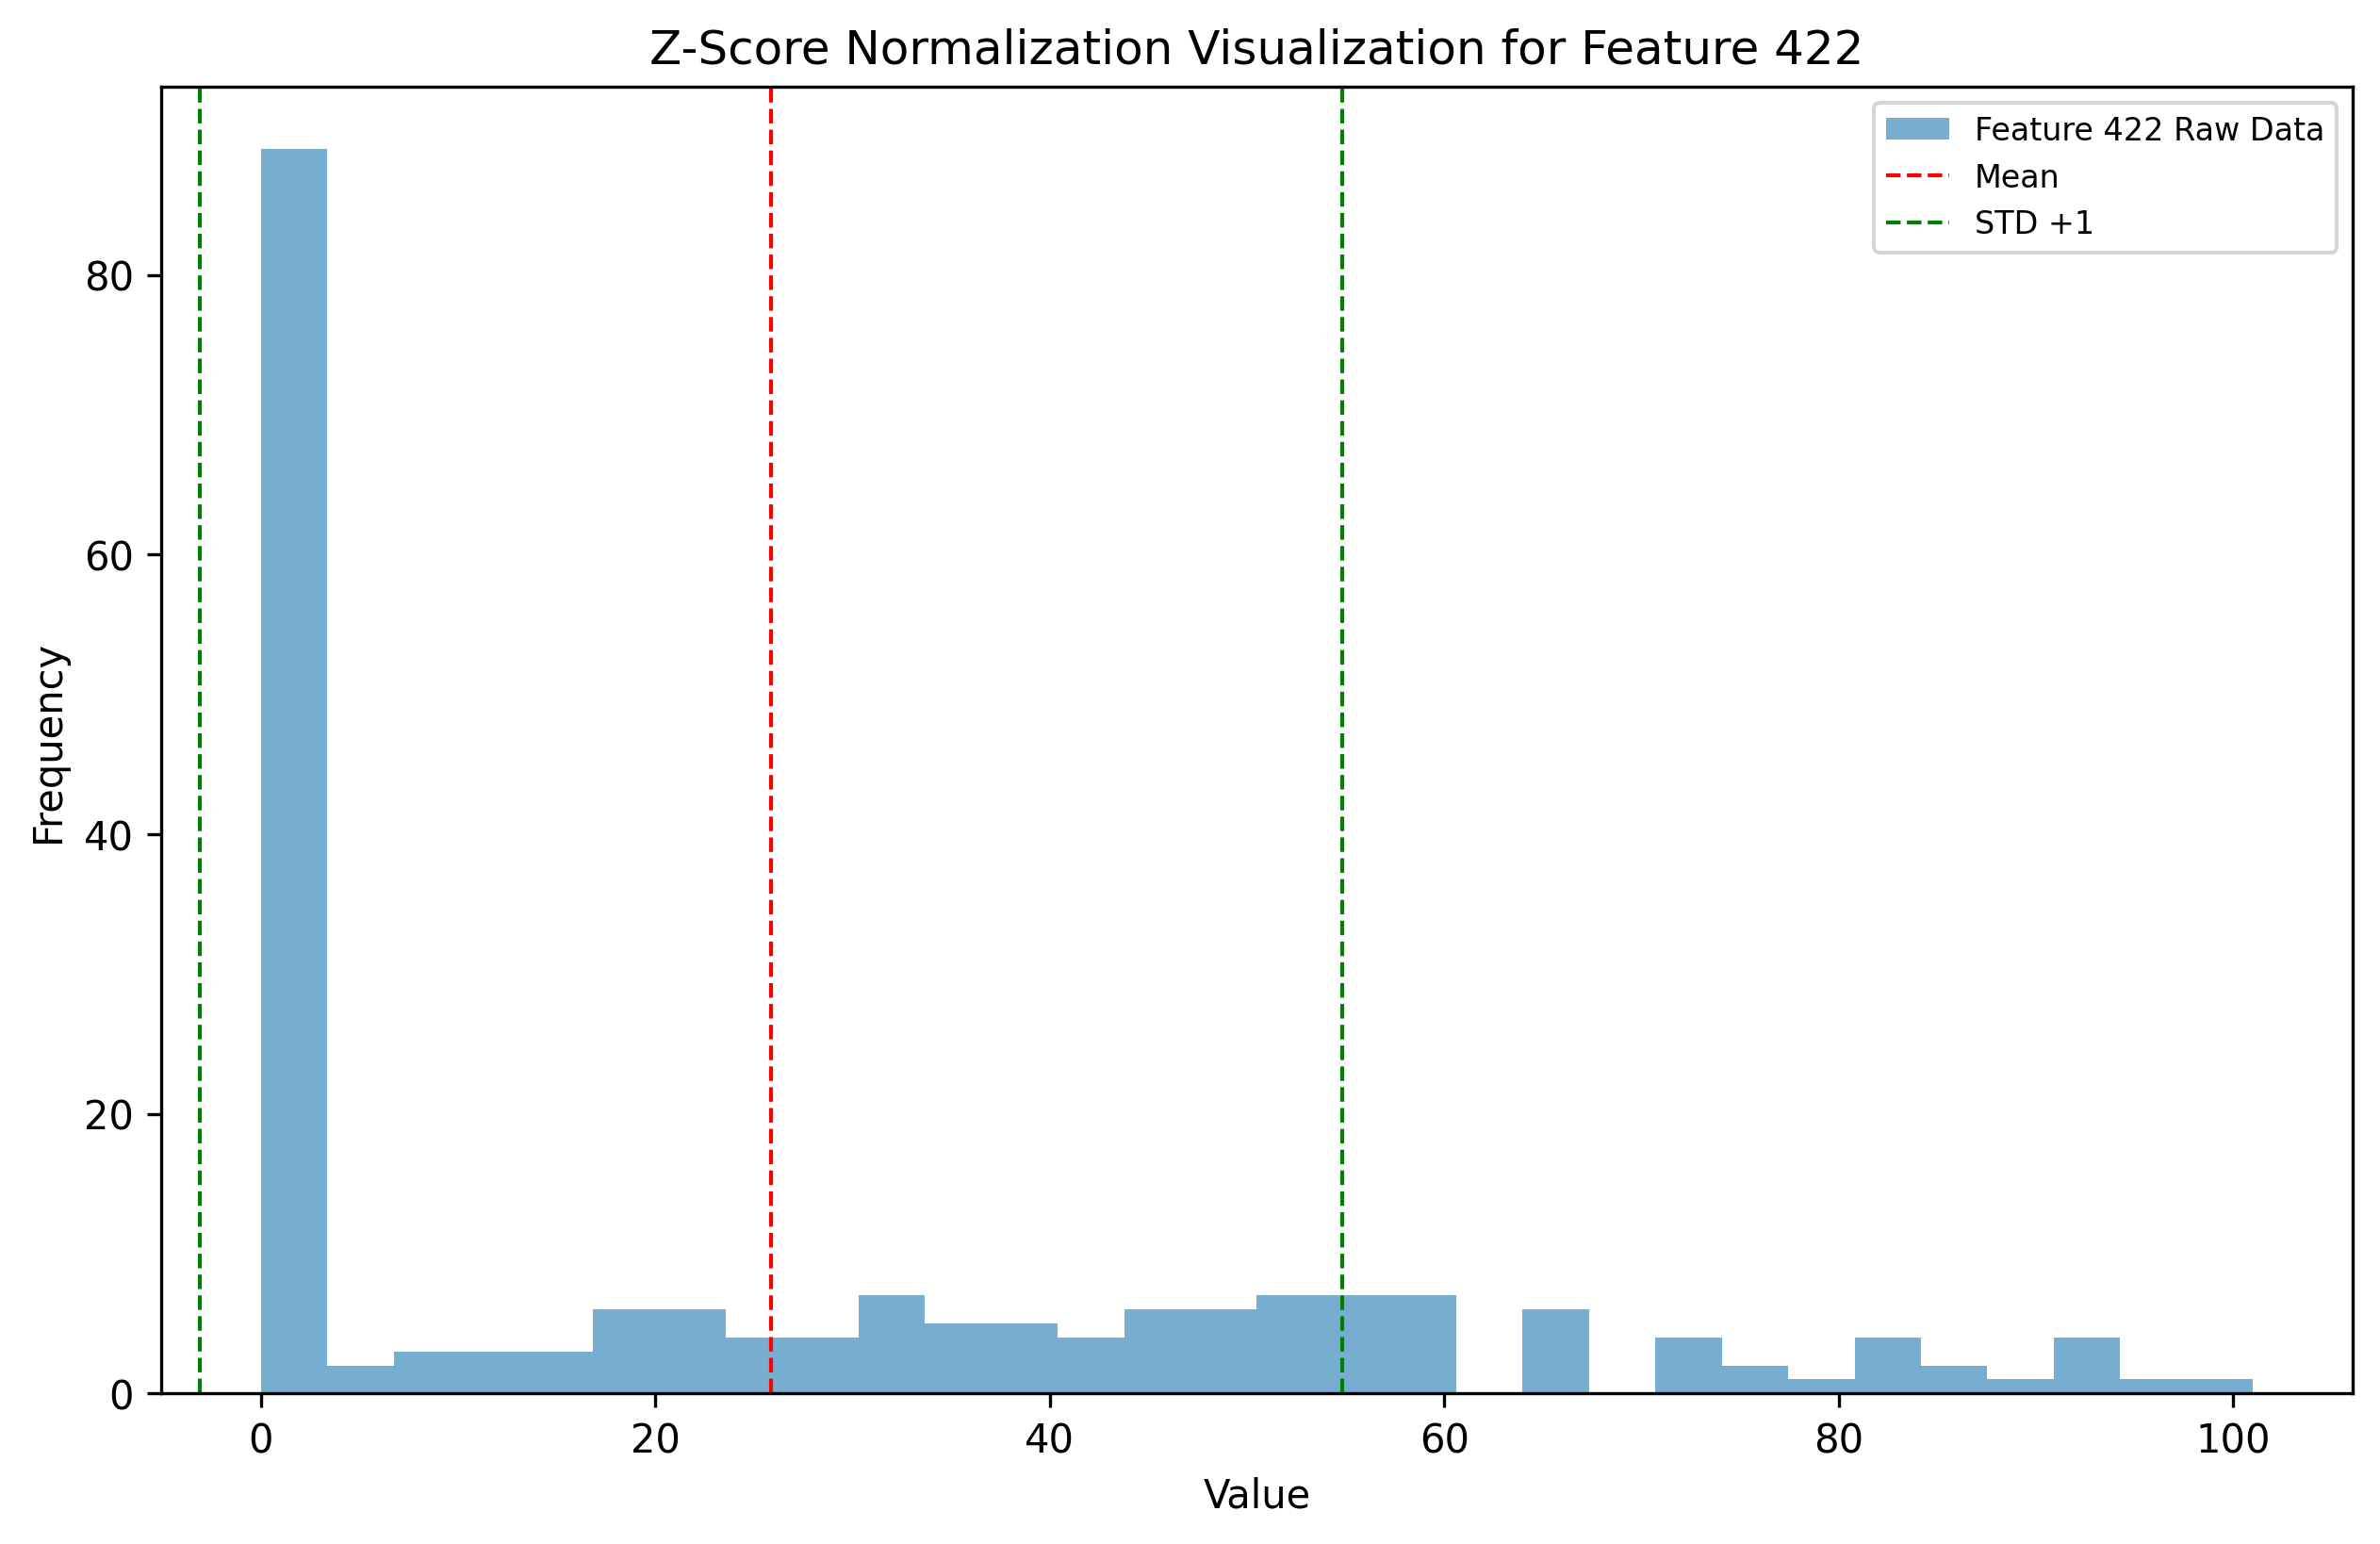 Z-Score Normalization Visualization for Feature 422
Feature 422 Raw Data
Mean
STD +1
Frequency
80
60
40
20
0
0 20 40 60 80 100
Value